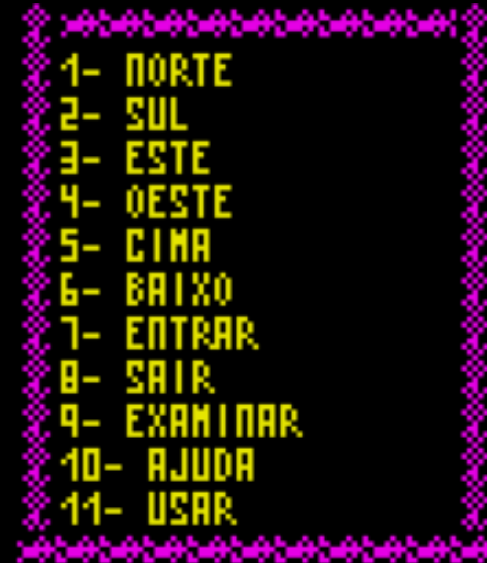 1- NORTE
2- SUL
3- ESTE
4- OESTE
5- CIMA
6- BAIXO
7- ENTRAR
8- SAIR
9- EXAMINAR
10- AJUDA
11- USAR